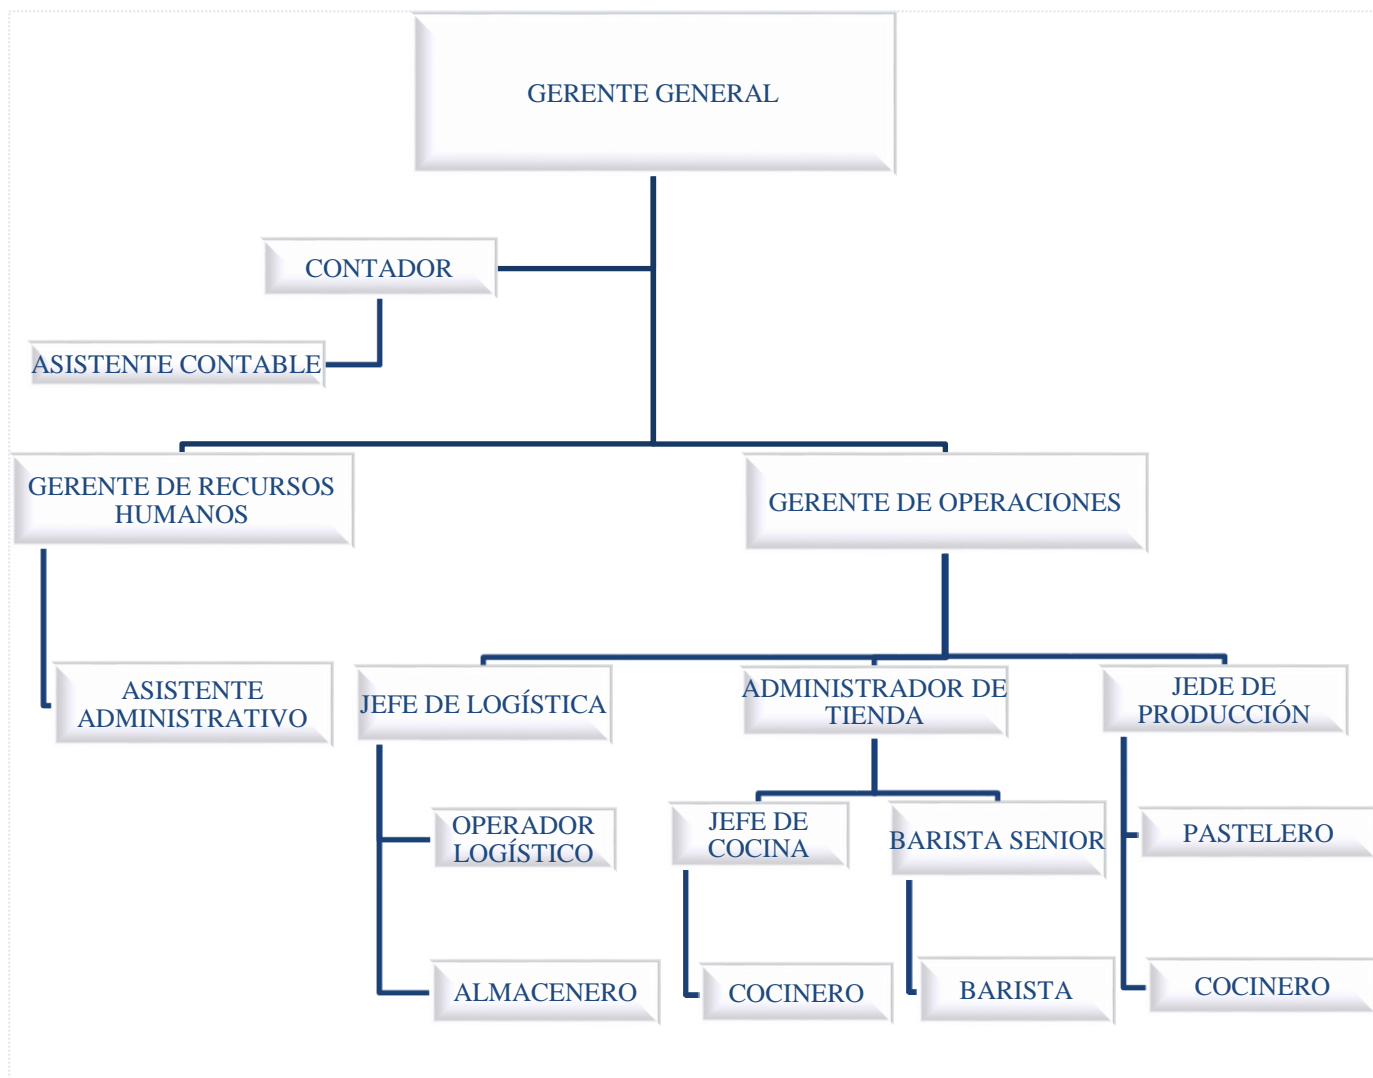 GERENTE GENERAL
CONTADOR
ASISTENTE CONTABLE
GERENTE DE RECURSOS
HUMANOS
GERENTE DE OPERACIONES
ASISTENTE
ADMINISTRATIVO
JEFE DE LOGÍSTICA
ADMINISTRADOR DE
TIENDA
JEDE DE
PRODUCCIÓN
OPERADOR
LOGÍSTICO
JEFE DE
COCINA
BARISTA SENIOR
PASTELERO
ALMACENERO
COCINERO
BARISTA
COCINERO